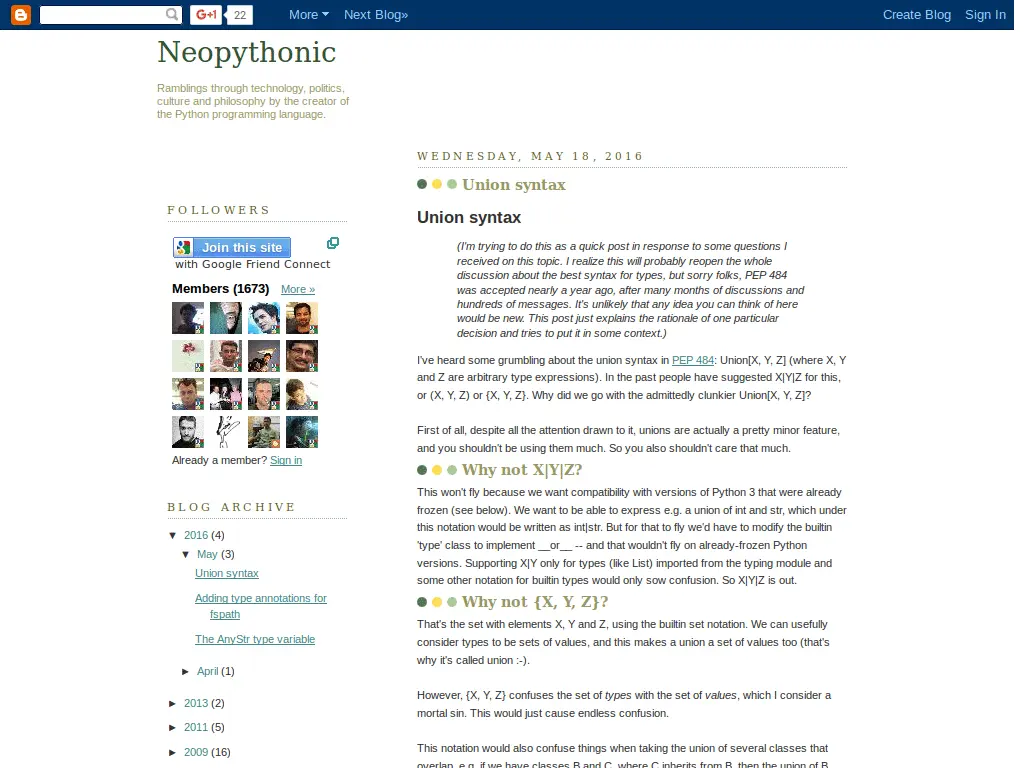 G+1 22 More Next Blog» Create Blog Sign In
Neopythonic
Ramblings through technology, politics,
culture and philosophy by the creator of
the Python programming language.
FOLLOWERS
Join this site
with Google Friend Connect
Members (1673) More »
Already a member? Sign in
BLOG ARCHIVE
▼ 2016 (4)
▼ May (3)
Union syntax
Adding type annotations for
fspath
The AnyStr type variable
► April (1)
► 2013 (2)
► 2011 (5)
► 2009 (16)
WEDNESDAY, MAY 18, 2016
Union syntax
Union syntax
(I'm trying to do this as a quick post in response to some questions I
received on this topic. I realize this will probably reopen the whole
discussion about the best syntax for types, but sorry folks, PEP 484
was accepted nearly a year ago, after many months of discussions and
hundreds of messages. It's unlikely that any idea you can think of here
would be new. This post just explains the rationale of one particular
decision and tries to put it in some context.)
I've heard some grumbling about the union syntax in PEP 484: Union[X, Y, Z] (where X, Y
and Z are arbitrary type expressions). In the past people have suggested X|Y|Z for this,
or (X, Y, Z) or {X, Y, Z}. Why did we go with the admittedly clunkier Union[X, Y, Z]?
First of all, despite all the attention drawn to it, unions are actually a pretty minor feature,
and you shouldn't be using them much. So you also shouldn't care that much.
Why not X|Y|Z?
This won't fly because we want compatibility with versions of Python 3 that were already
frozen (see below). We want to be able to express e.g. a union of int and str, which under
this notation would be written as int|str. But for that to fly we'd have to modify the builtin
'type' class to implement __or__ -- and that wouldn't fly on already-frozen Python
versions. Supporting X|Y only for types (like List) imported from the typing module and
some other notation for builtin types would only sow confusion. So X|Y|Z is out.
Why not {X, Y, Z}?
That's the set with elements X, Y and Z, using the builtin set notation. We can usefully
consider types to be sets of values, and this makes a union a set of values too (that's
why it's called union :-).
However, {X, Y, Z} confuses the set of types with the set of values, which I consider a
mortal sin. This would just cause endless confusion.
This notation would also confuse things when taking the union of several classes that
overlap, e.g. if we have classes B and C, where C inherits from B, then the union of B